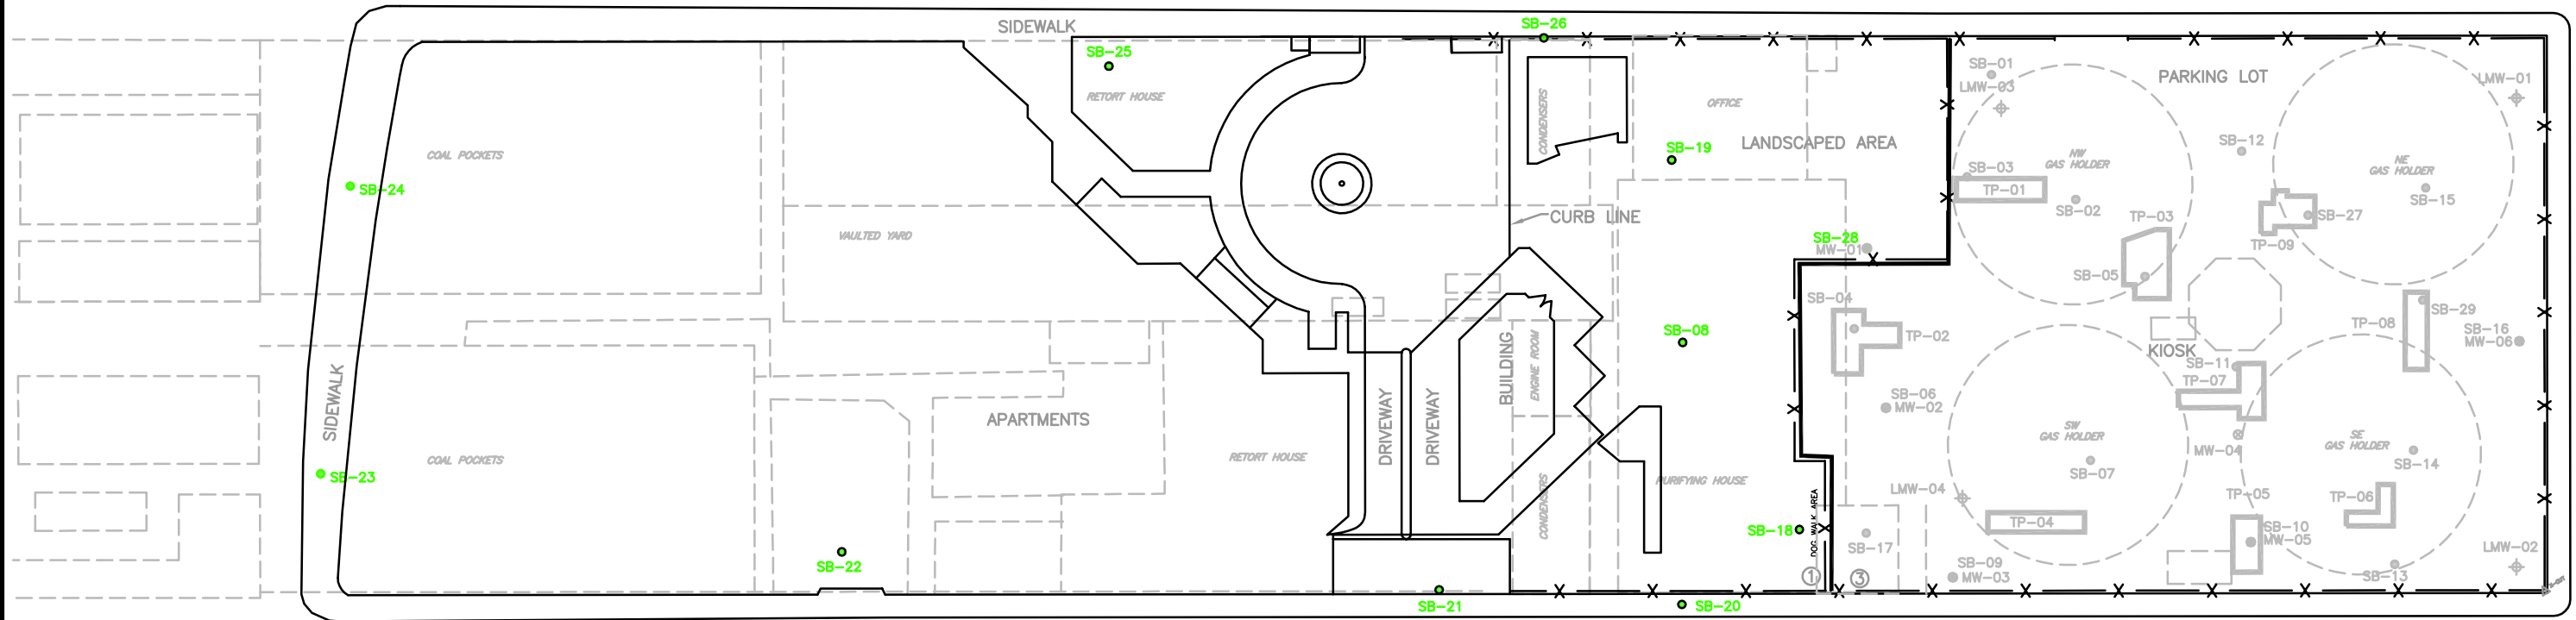 SIDEWALK
SB-26
SB-25
RETORT HOUSE
COAL POCKETS
SB-24
VAULTED YARD
CONDENSERS
OFFICE
SB-19
LANDSCAPED AREA
CURB LINE
SB-28
MW-01
SB-01
LMW-03
PARKING LOT
LMW-01
SB-12
SB-03
NW
GAS HOLDER
NE
GAS HOLDER
TP-01
SB-02
TP-03
SB-15
SB-27
TP-09
SB-05
SB-04
TP-02
SB-08
TP-08
SB-29
SB-16
MW-06
KIOSK
SB-11
TP-07
SB-06
MW-02
SIDEWALK
APARTMENTS
DRIVEWAY
DRIVEWAY
BUILDING
ENGINE ROOM
SW
GAS HOLDER
SE
GAS HOLDER
MW-04
SB-07
SB-14
COAL POCKETS
SB-23
RETORT HOUSE
CONDENSERS
PURIFYING HOUSE
LMW-04
TP-05
TP-06
TP-04
SB-10
MW-05
SB-18
DOG WALK AREA
SB-17
LMW-02
SB-22
1
3
SB-09
MW-03
SB-13
SB-21
SB-20